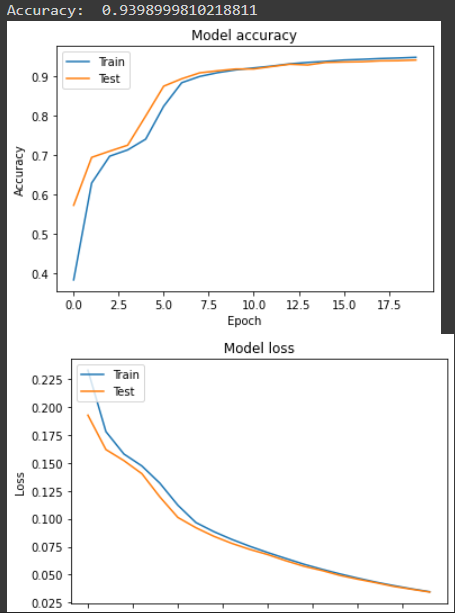 Accuracy:  0.9398999810218811
Model accuracy
Train
Test
0.9
0.8
0.7
0.6
0.5
0.4
Accuracy
0.0 2.5 5.0 7.5 10.0 12.5 15.0 17.5
Epoch
Model loss
Train
Test
0.225
0.200
0.175
0.150
0.125
0.100
0.075
0.050
0.025
Loss